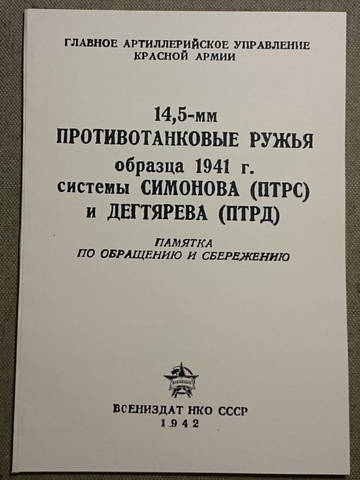 ГЛАВНОЕ АРТИЛЛЕРИЙСКОЕ УПРАВЛЕНИЕ
КРАСНОЙ АРМИИ
14,5-мм
ПРОТИВОТАНКОВЫЕ РУЖЬЯ
образца 1941 г.
системы СИМОНОВА (ПТРС)
и ДЕГТЯРЕВА (ПТРД)
ПАМЯТКА
ПО ОБРАЩЕНИЮ И СБЕРЕЖЕНИЮ
ВОЕНИЗДАТ НКО СССР
1942